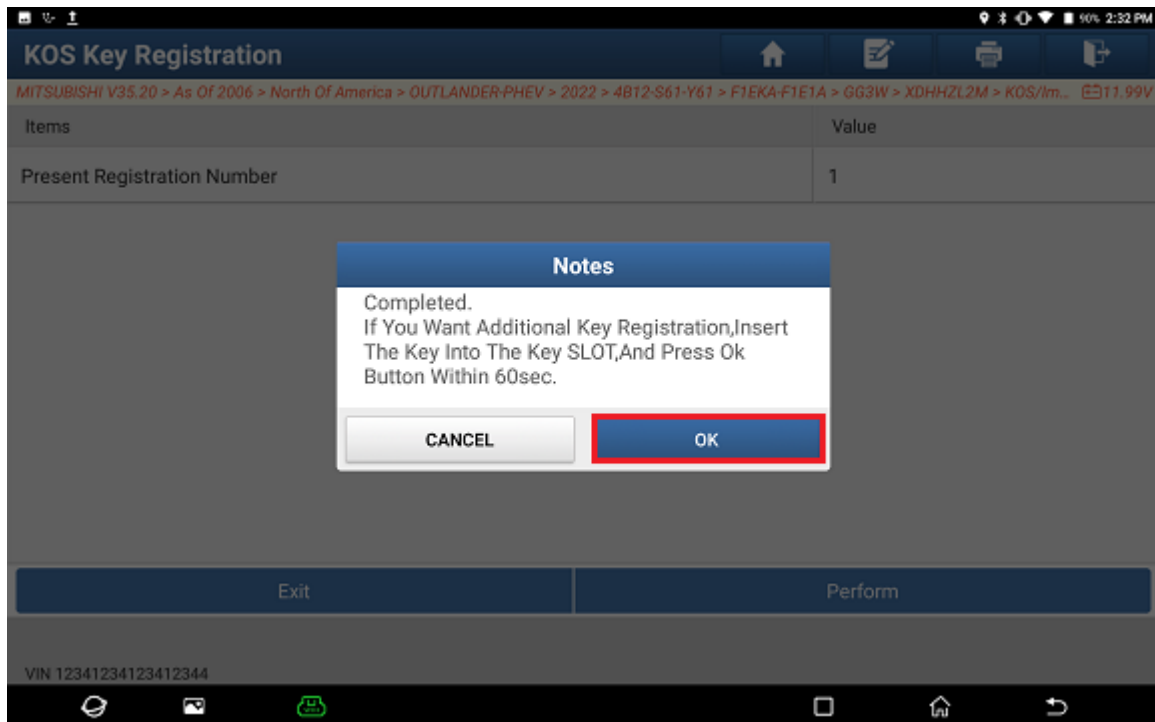 90% 2:32 PM
KOS Key Registration
MITSUBISHI V35.20 > As Of 2006 > North Of America > OUTLANDER-PHEV > 2022 > 4B12-S61-Y61 > F1EKA-F1E1A > GG3W > XDHHZL2M > KOS/Im... 11.99V
Items Value
Present Registration Number 1
Notes
Completed.
If You Want Additional Key Registration,Insert
The Key Into The Key SLOT,And Press Ok
Button Within 60sec.
CANCEL OK
Exit Perform
VIN 12341234123412344